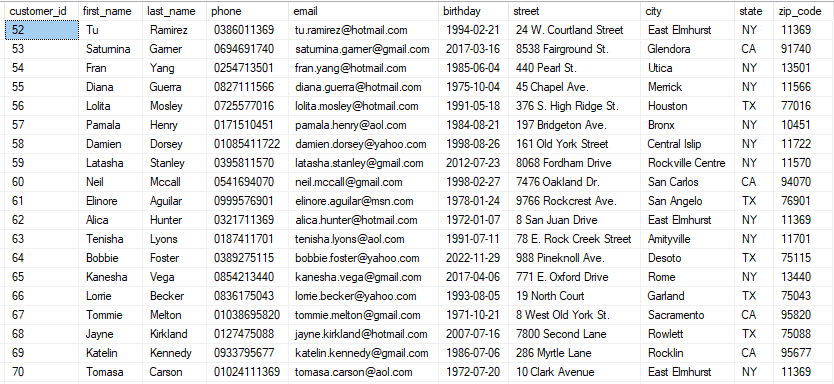 customer_id first_name last_name phone email birthday street city state zip_code
52 Tu Ramirez 0386011369 tu.ramirez@hotmail.com 1994-02-21 24 W. Courtland Street East Elmhurst NY 11369
53 Saturnina Garner 0694691740 saturnina.garner@gmail.com 2017-03-16 8538 Fairground St. Glendora CA 91740
54 Fran Yang 0254713501 fran.yang@hotmail.com 1985-06-04 440 Pearl St. Utica NY 13501
55 Diana Guerra 0827111566 diana.guerra@hotmail.com 1975-10-04 45 Chapel Ave. Merrick NY 11566
56 Lolita Mosley 0725577016 lolita.mosley@hotmail.com 1991-05-18 376 S. High Ridge St. Houston TX 77016
57 Pamala Henry 0171510451 pamala.henry@aol.com 1984-08-21 197 Bridgeton Ave. Bronx NY 10451
58 Damien Dorsey 01085411722 damien.dorsey@yahoo.com 1998-08-26 161 Old York Street Central Islip NY 11722
59 Latasha Stanley 0395811570 latasha.stanley@gmail.com 2012-07-23 8068 Fordham Drive Rockville Centre NY 11570
60 Neil Mccall 0541694070 neil.mccall@gmail.com 1998-02-27 7476 Oakland Dr. San Carlos CA 94070
61 Elinore Aguilar 0999576901 elinore.aguilar@msn.com 1978-01-24 9766 Rockcrest Ave. San Angelo TX 76901
62 Alica Hunter 0321711369 alica.hunter@hotmail.com 1972-01-07 8 San Juan Drive East Elmhurst NY 11369
63 Tenisha Lyons 0187411701 tenisha.lyons@aol.com 1991-07-11 78 E. Rock Creek Street Amityville NY 11701
64 Bobbie Foster 0389275115 bobbie.foster@yahoo.com 2022-11-29 988 Pineknoll Ave. Desoto TX 75115
65 Kanesha Vega 0854213440 kanesha.vega@gmail.com 2017-04-06 771 E. Oxford Drive Rome NY 13440
66 Lorrie Becker 0836175043 lorrie.becker@yahoo.com 1993-08-05 19 North Court Garland TX 75043
67 Tommie Melton 01038695820 tommie.melton@gmail.com 1971-10-21 8 West Old York St. Sacramento CA 95820
68 Jayne Kirkland 0127475088 jayne.kirkland@hotmail.com 2007-07-16 7800 Second Lane Rowlett TX 75088
69 Katelin Kennedy 0933795677 katelin.kennedy@gmail.com 1986-07-06 286 Myrtle Lane Rocklin CA 95677
70 Tomasa Carson 01024111369 tomasa.carson@aol.com 1972-07-20 10 Clark Avenue East Elmhurst NY 11369